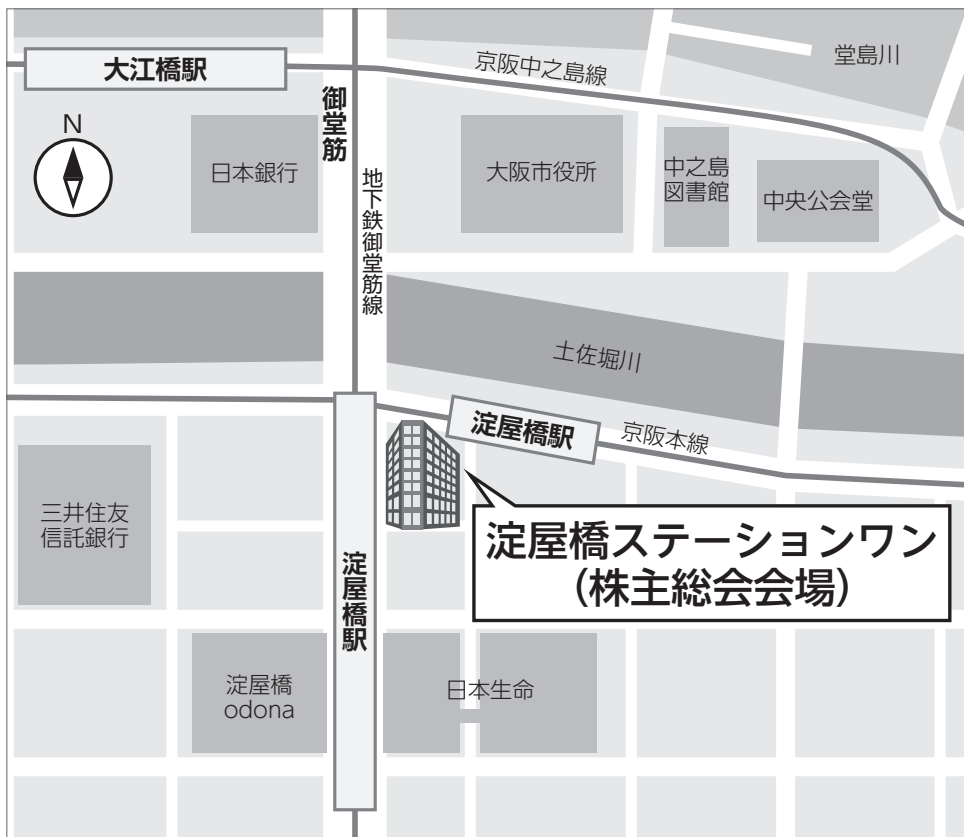 大江橋駅
京阪中之島線
堂島川
N
御堂筋
日本銀行
地下鉄御堂筋線
大阪市役所
中之島
図書館
中央公会堂
土佐堀川
淀屋橋駅
京阪本線
三井住友
信託銀行
淀屋橋ステーションワン
(株主総会会場)
淀屋橋駅
淀屋橋
odona
日本生命